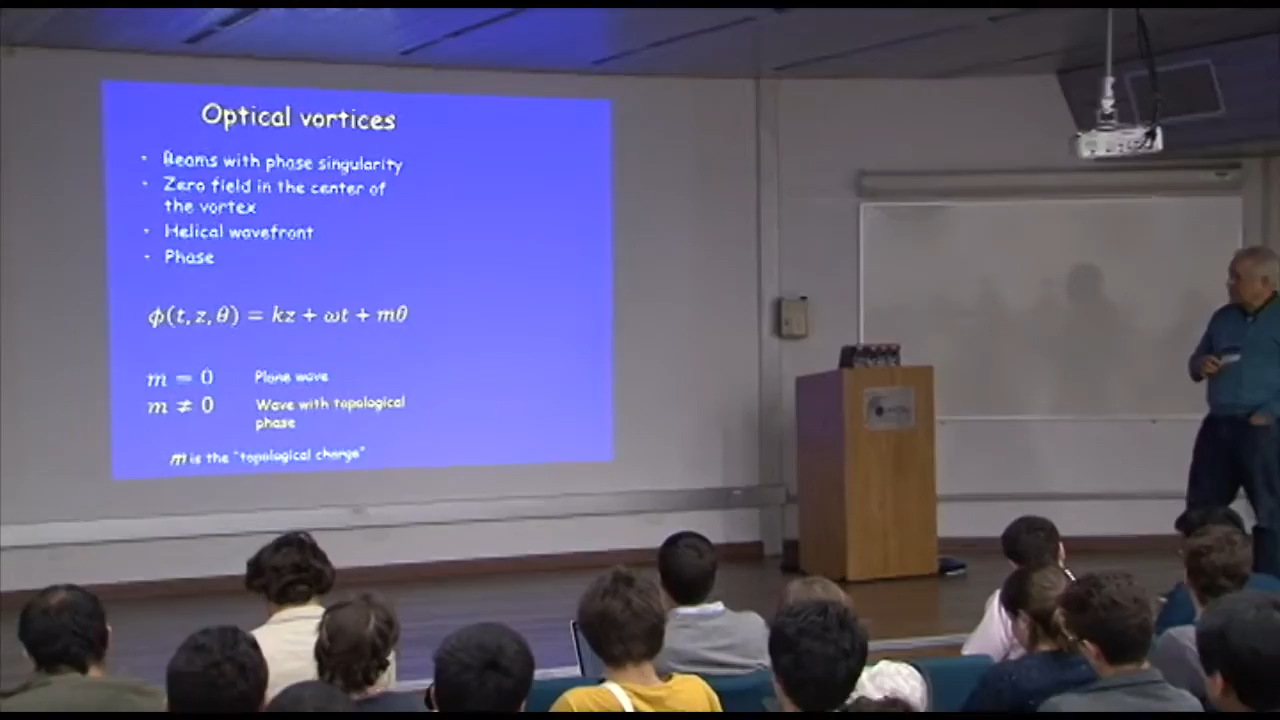 Optical vortices
• Beams with phase singularity
• Zero field in the center of
the vortex
• Helical wavefront
• Phase
ϕ(t, z, θ) = kz + ωt + mθ
m = 0 Plane wave
m ≠ 0 Wave with topological
phase
m is the "topological charge"